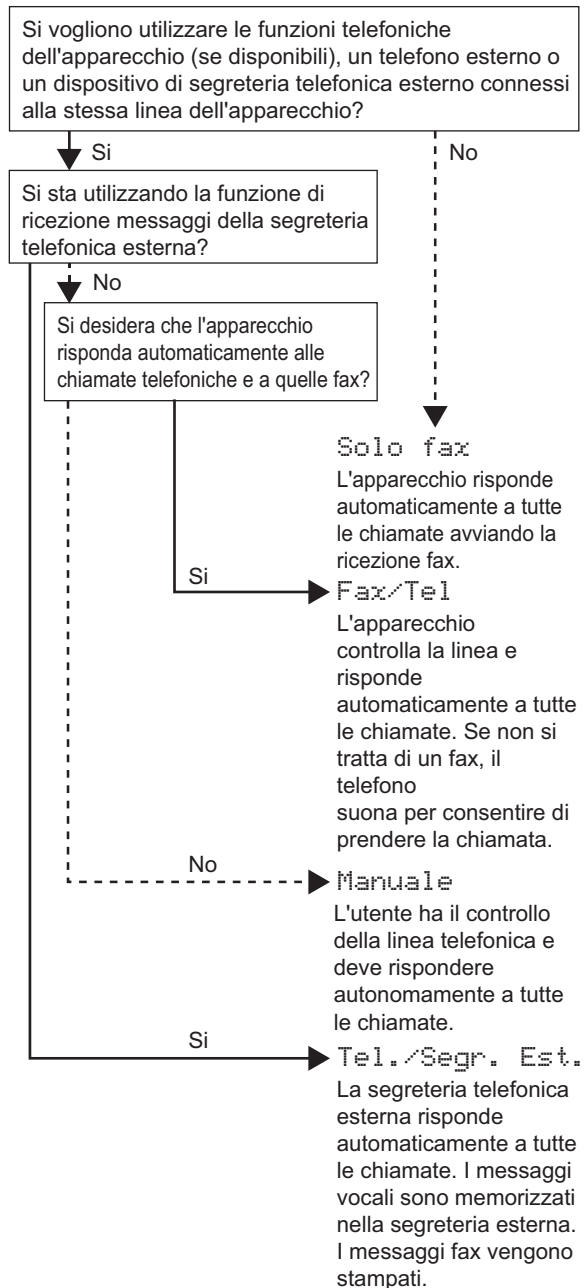 Si vogliono utilizzare le funzioni telefoniche
dell'apparecchio (se disponibili), un telefono esterno o
un dispositivo di segreteria telefonica esterno connessi
alla stessa linea dell'apparecchio?
Si
No
Si sta utilizzando la funzione di
ricezione messaggi della segreteria
telefonica esterna?
No
Si desidera che l'apparecchio
risponda automaticamente alle
chiamate telefoniche e a quelle fax?
Solo fax
L'apparecchio risponde
automaticamente a tutte
le chiamate avviando la
ricezione fax.
Si
Fax/Tel
L'apparecchio
controlla la linea e
risponde
automaticamente a tutte
le chiamate. Se non si
tratta di un fax, il
telefono
suona per consentire di
prendere la chiamata.
No
Manuale
L'utente ha il controllo
della linea telefonica e
deve rispondere
autonomamente a tutte
le chiamate.
Si
Tel./Segr. Est.
La segreteria telefonica
esterna risponde
automaticamente a tutte
le chiamate. I messaggi
vocali sono memorizzati
nella segreteria esterna.
I messaggi fax vengono
stampati.